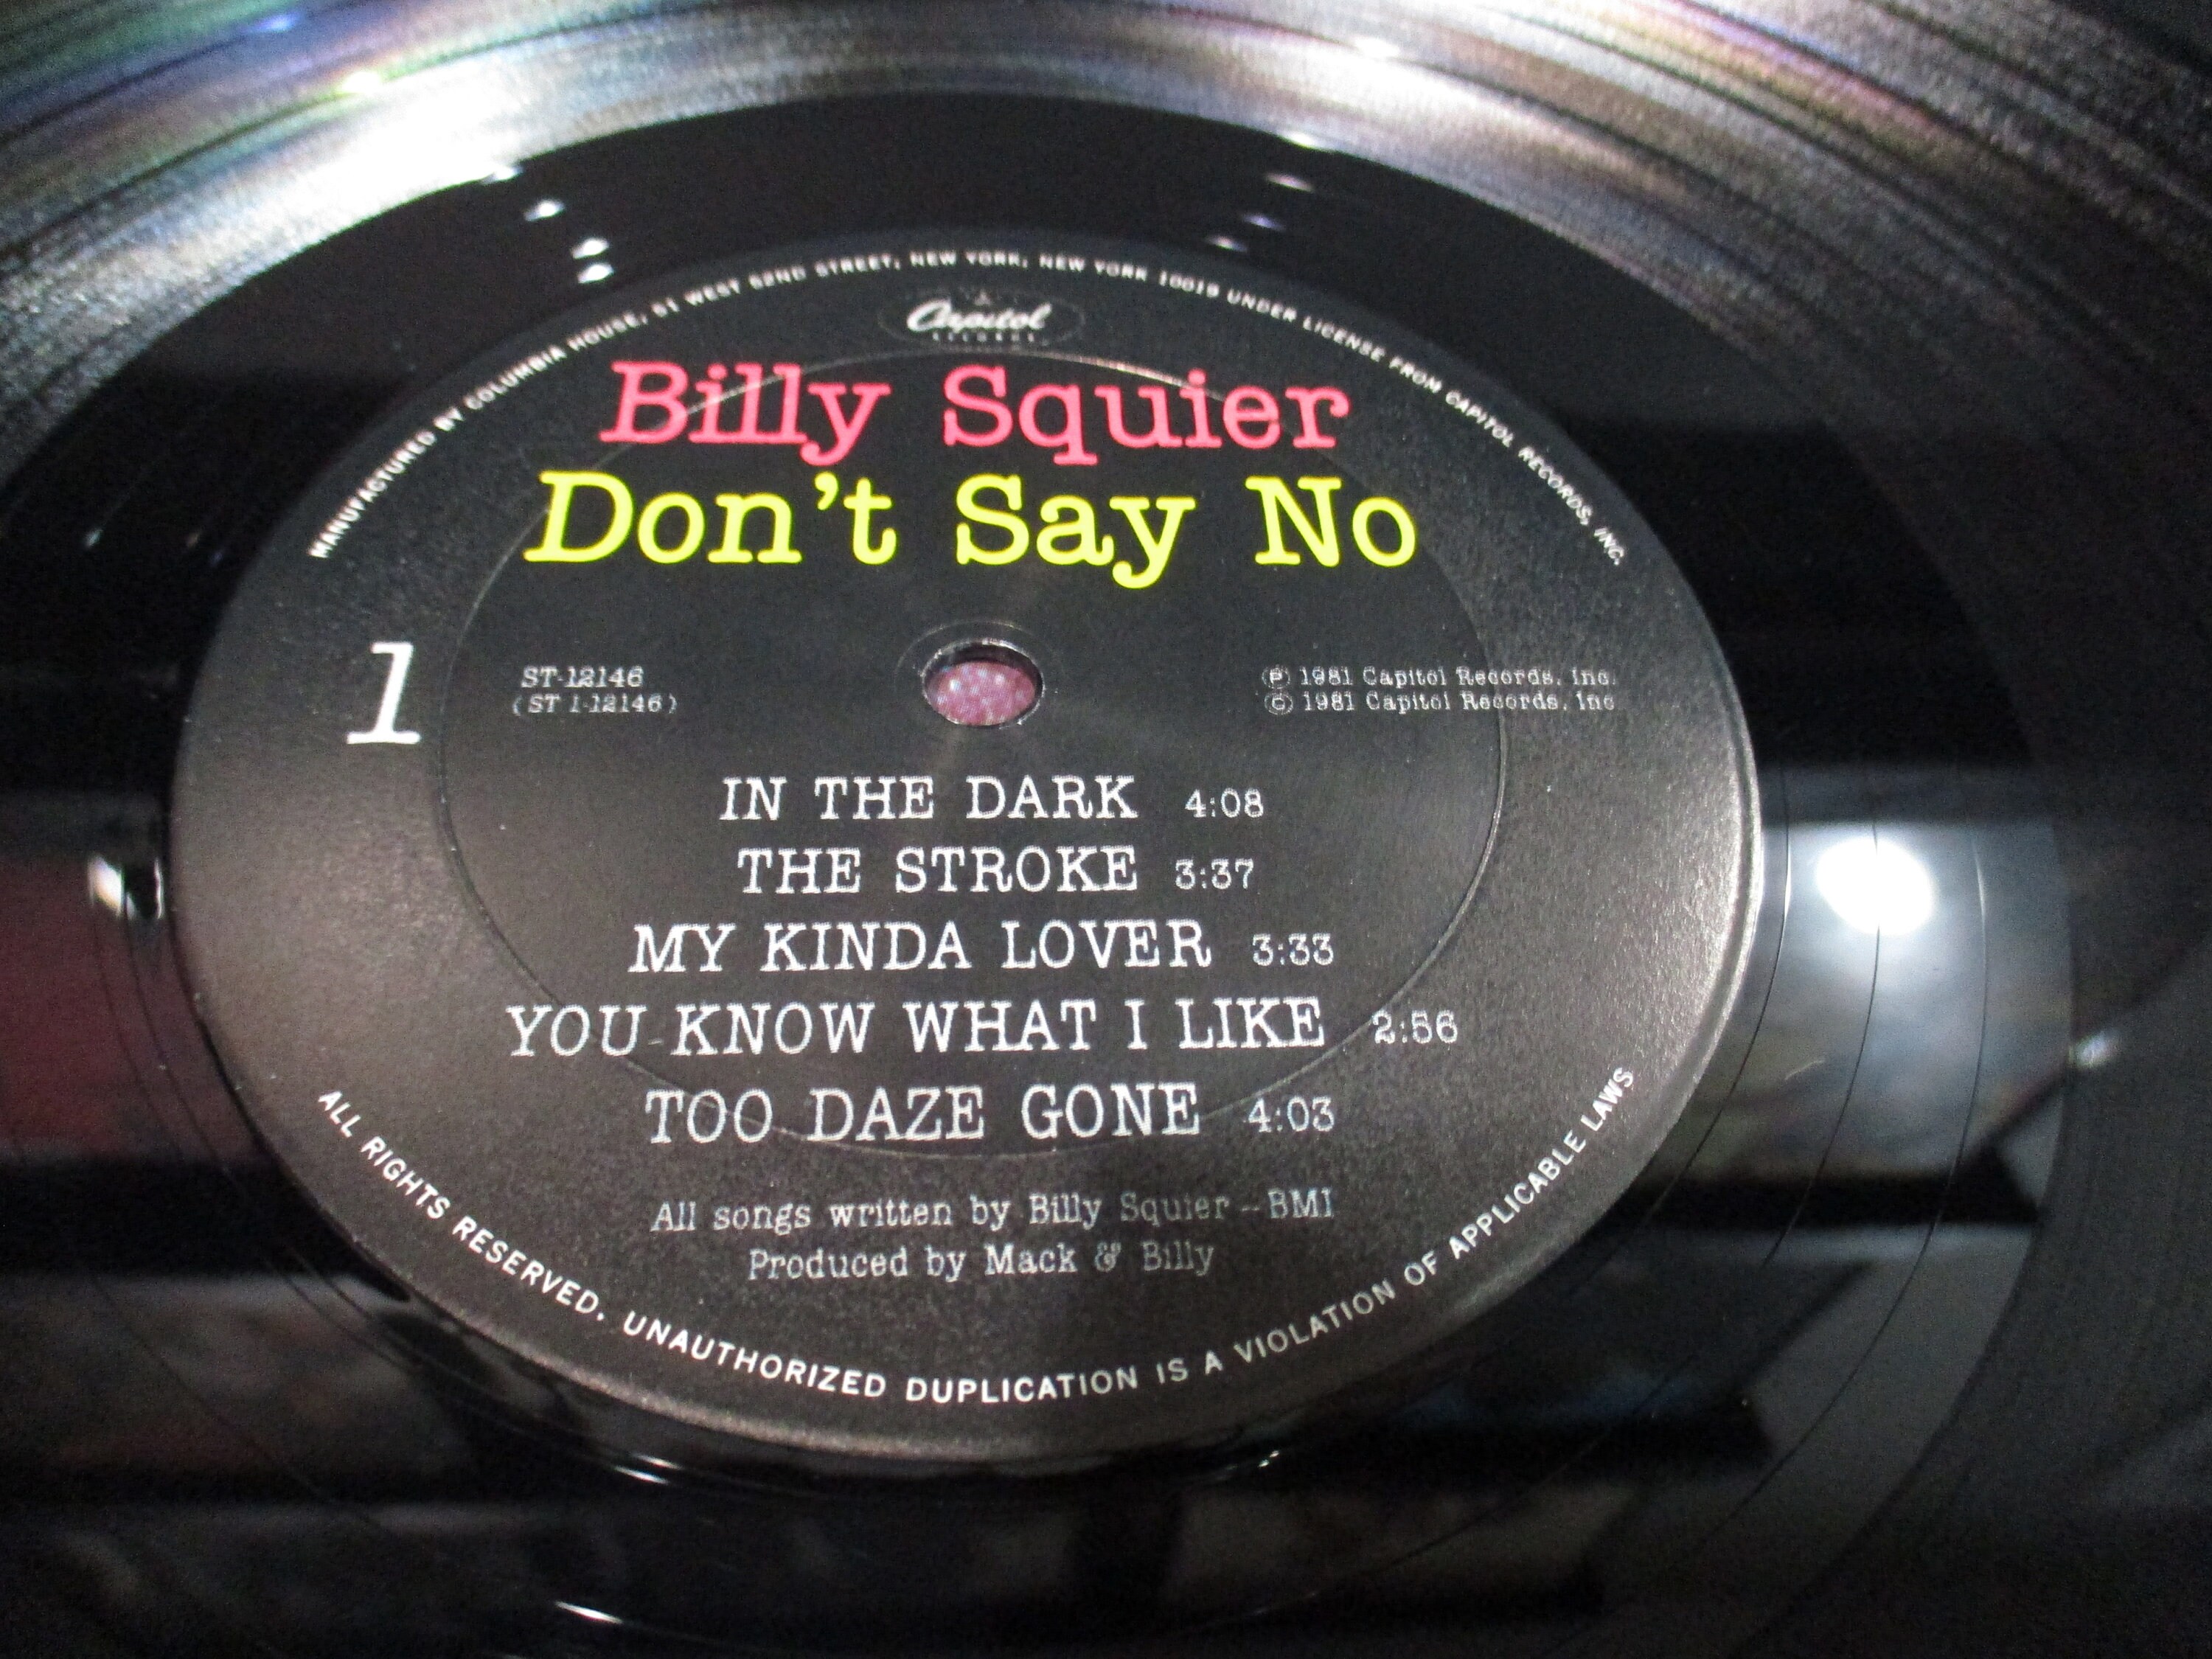 MANUFACTURED BY COLUMBIA HOUSE, 51 WEST 52ND STREET, NEW YORK, NEW YORK 10019 UNDER LICENSE FROM CAPITOL RECORDS, INC.
Capitol
RECORDS
Billy Squier
Don't Say No
1
ST-12146
(ST 1-12146)
℗ 1981 Capitol Records, Inc.
© 1981 Capitol Records, Inc
IN THE DARK 4:08
THE STROKE 3:37
MY KINDA LOVER 3:33
YOU KNOW WHAT I LIKE 2:56
TOO DAZE GONE 4:03
All songs written by Billy Squier - BMI
Produced by Mack & Billy
ALL RIGHTS RESERVED. UNAUTHORIZED DUPLICATION IS A VIOLATION OF APPLICABLE LAWS